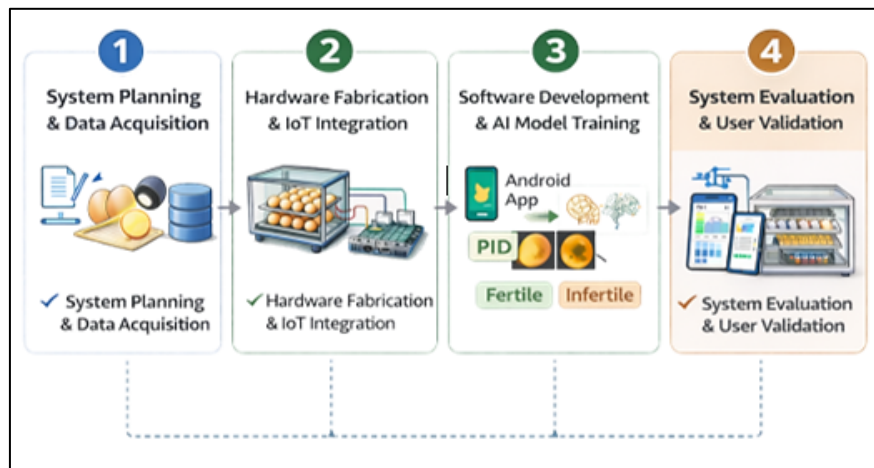 1
System Planning
& Data Acquisition
✓ System Planning
& Data Acquisition
2
Hardware Fabrication
& IoT Integration
✓ Hardware Fabrication
& IoT Integration
3
Software Development
& AI Model Training
Android
App
PID
Fertile Infertile
4
System Evaluation
& User Validation
✓ System Evaluation
& User Validation